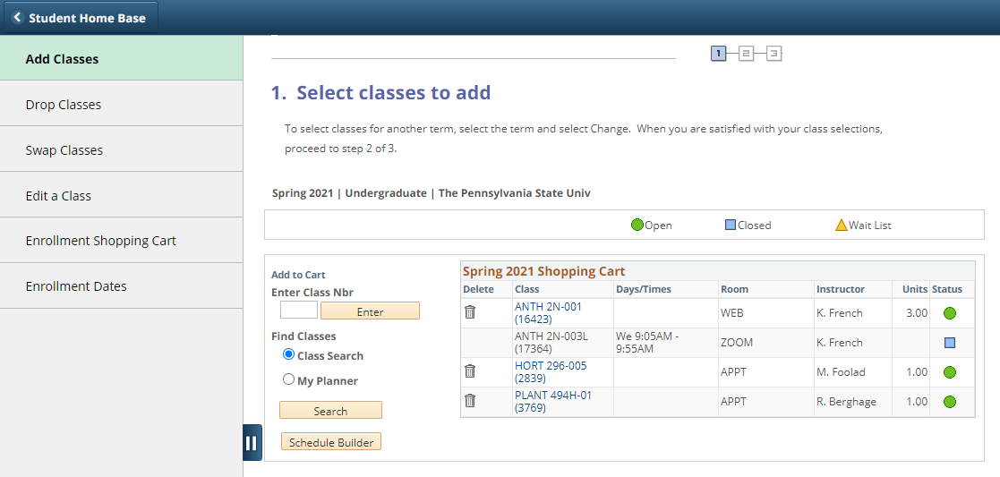 Student Home Base
Add Classes
Drop Classes
Swap Classes
Edit a Class
Enrollment Shopping Cart
Enrollment Dates
1 2 3
1. Select classes to add
To select classes for another term, select the term and select Change. When you are satisfied with your class selections,
proceed to step 2 of 3.
Spring 2021 | Undergraduate | The Pennsylvania State Univ
Open Closed Wait List
Add to Cart
Enter Class Nbr
Enter
Find Classes
Class Search
My Planner
Search
Schedule Builder
Spring 2021 Shopping Cart
Delete Class Days/Times Room Instructor Units Status
ANTH 2N-001
(16423) WEB K. French 3.00
ANTH 2N-003L We 9:05AM -
(17364) 9:55AM ZOOM K. French
HORT 296-005
(2839) APPT M. Foolad 1.00
PLANT 494H-01
(3769) APPT R. Berghage 1.00